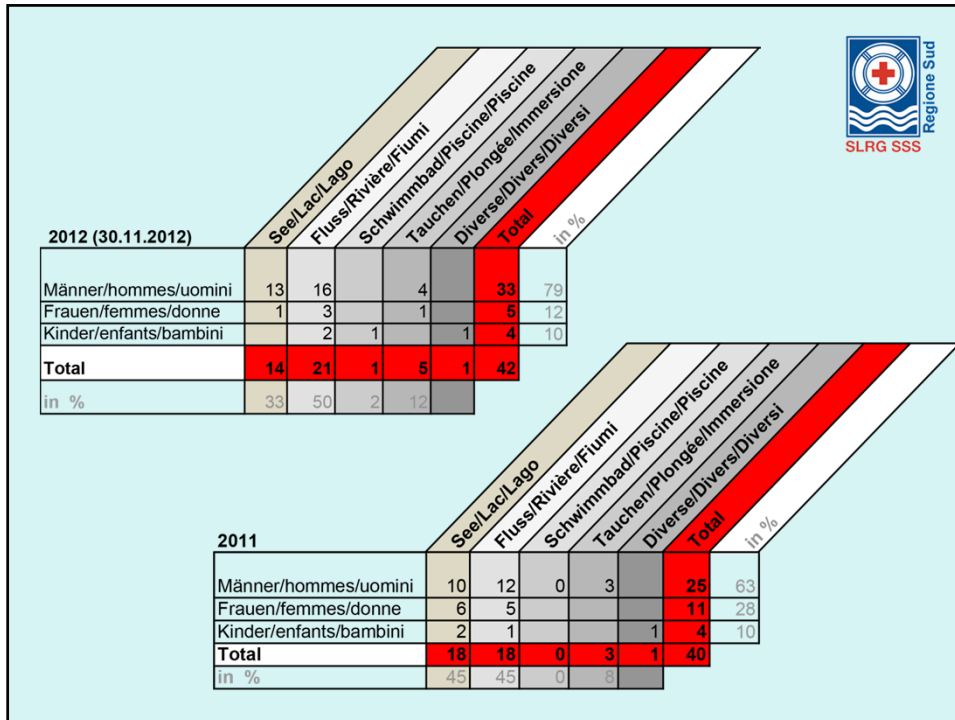 Regione Sud
SLRG SSS
See/Lac/Lago
Fluss/Rivière/Fiumi
Schwimmbad/Piscine/Piscine
Tauchen/Plongée/Immersione
Diverse/Divers/Diversi
Total
in %
2012 (30.11.2012)
Männer/hommes/uomini 13 16 4 33 79
Frauen/femmes/donne 1 3 1 5 12
Kinder/enfants/bambini 2 1 1 4 10
Total 14 21 1 5 1 42
in % 33 50 2 12
See/Lac/Lago
Fluss/Rivière/Fiumi
Schwimmbad/Piscine/Piscine
Tauchen/Plongée/Immersione
Diverse/Divers/Diversi
Total
in %
2011
Männer/hommes/uomini 10 12 0 3 25 63
Frauen/femmes/donne 6 5 11 28
Kinder/enfants/bambini 2 1 1 4 10
Total 18 18 0 3 1 40
in % 45 45 0 8